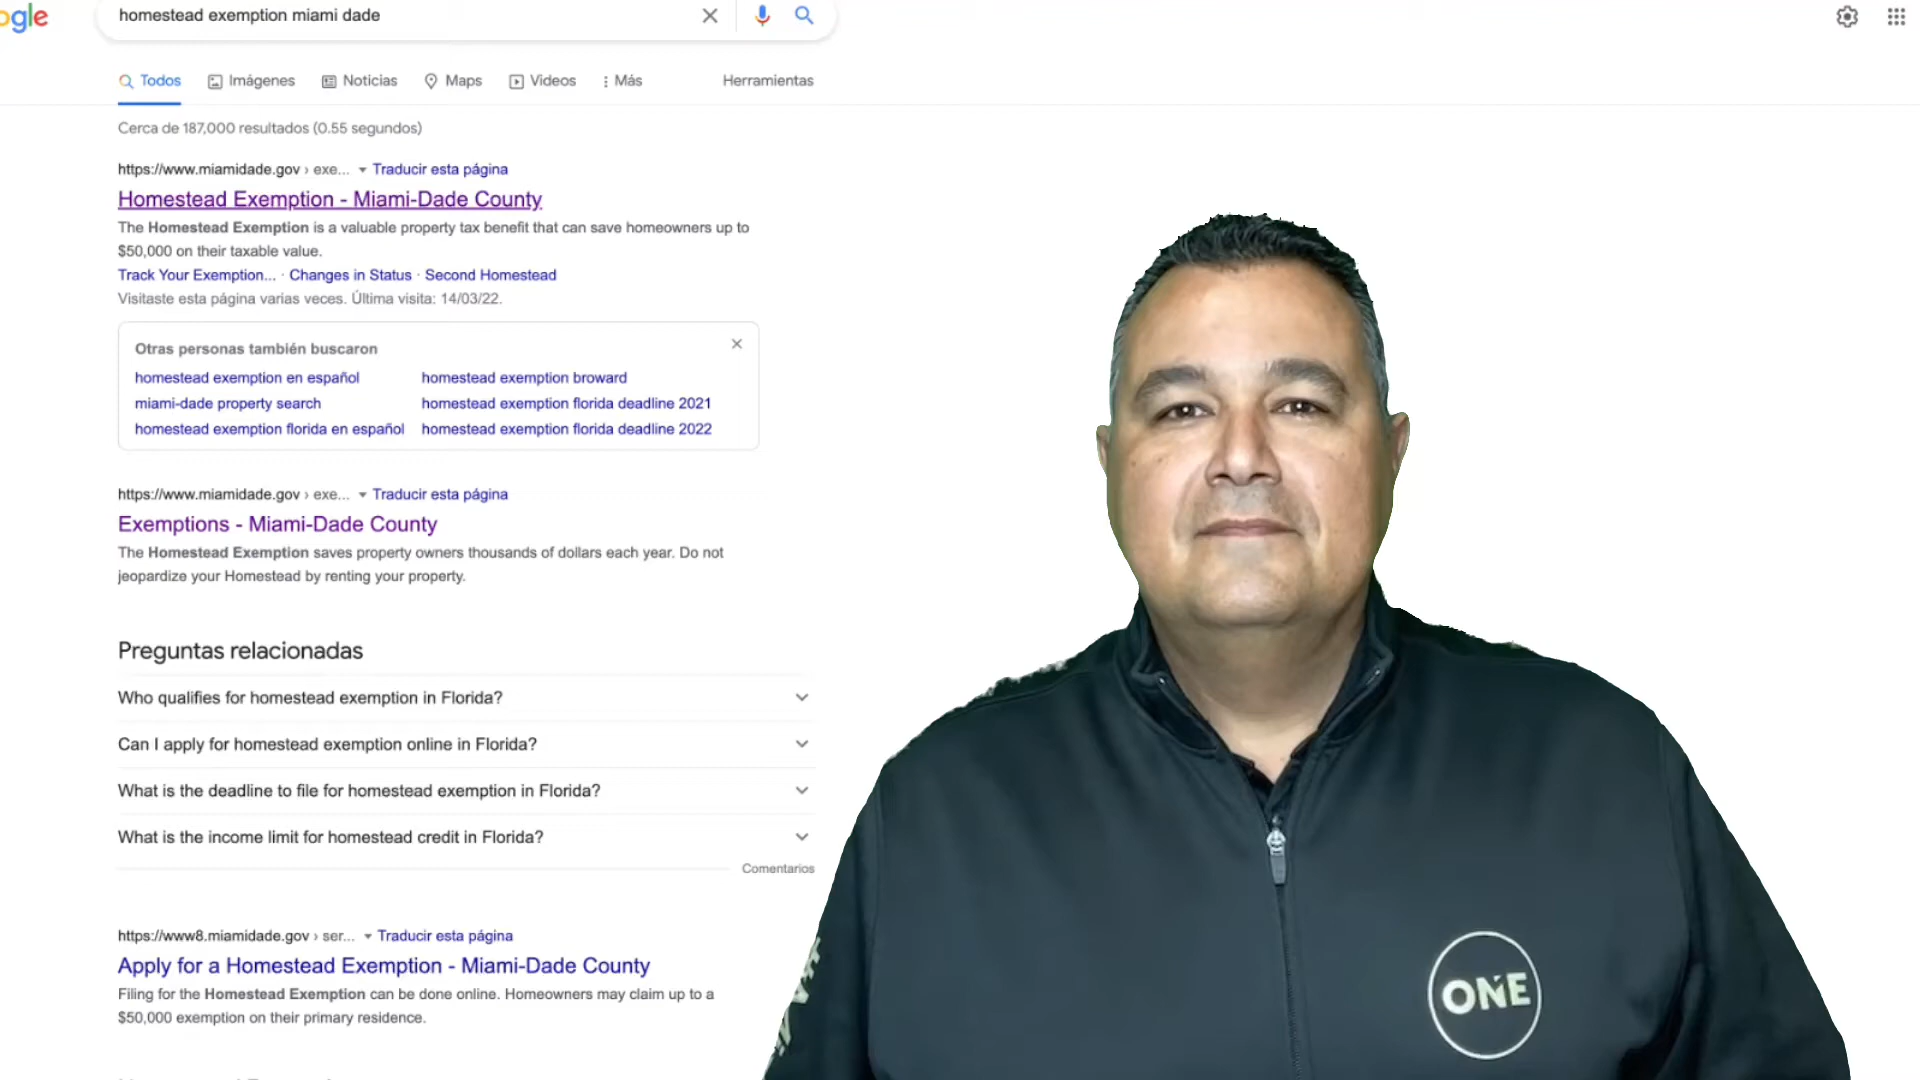 ogle
homestead exemption miami dade
Todos Imágenes Noticias Maps Videos Más Herramientas
Cerca de 187,000 resultados (0.55 segundos)
https://www.miamidade.gov › exe... Traducir esta página
Homestead Exemption - Miami-Dade County
The Homestead Exemption is a valuable property tax benefit that can save homeowners up to
$50,000 on their taxable value.
Track Your Exemption... · Changes in Status · Second Homestead
Visitaste esta página varias veces. Última visita: 14/03/22.
Otras personas también buscaron
homestead exemption en español homestead exemption broward
miami-dade property search homestead exemption florida deadline 2021
homestead exemption florida en español homestead exemption florida deadline 2022
https://www.miamidade.gov › exe... Traducir esta página
Exemptions - Miami-Dade County
The Homestead Exemption saves property owners thousands of dollars each year. Do not
jeopardize your Homestead by renting your property.
Preguntas relacionadas
Who qualifies for homestead exemption in Florida?
Can I apply for homestead exemption online in Florida?
What is the deadline to file for homestead exemption in Florida?
What is the income limit for homestead credit in Florida?
Comentarios
https://www8.miamidade.gov › ser... Traducir esta página
Apply for a Homestead Exemption - Miami-Dade County
Filing for the Homestead Exemption can be done online. Homeowners may claim up to a
$50,000 exemption on their primary residence.
ONE